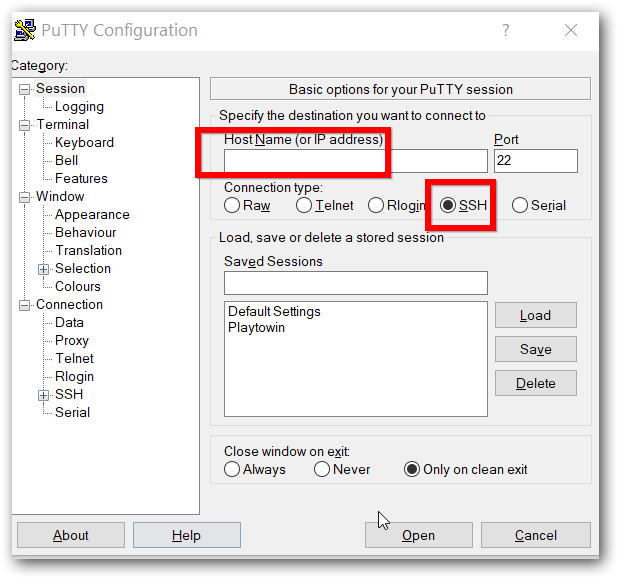 PuTTY Configuration
?
Category:
Session
Logging
Terminal
Keyboard
Bell
Features
Window
Appearance
Behaviour
Translation
Selection
Colours
Connection
Data
Proxy
Telnet
Rlogin
SSH
Serial
Basic options for your PuTTY session
Specify the destination you want to connect to
Host Name (or IP address) Port
22
Connection type:
Raw Telnet Rlogin SSH Serial
Load, save or delete a stored session
Saved Sessions
Default Settings
Playtowin
Load
Save
Delete
Close window on exit:
Always Never Only on clean exit
About Help Open Cancel